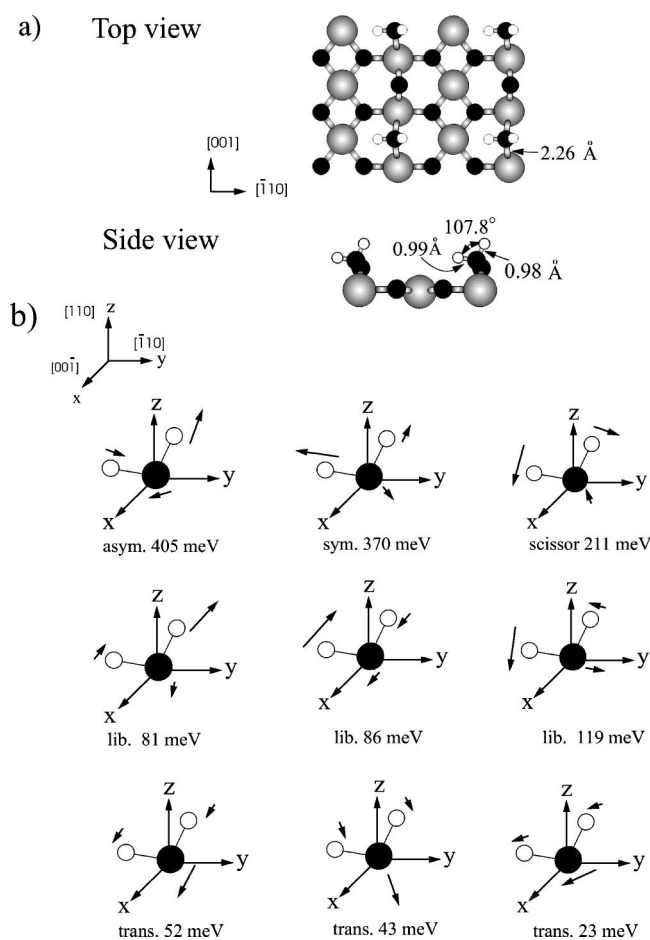 a) Top view
[001]
[1̄10]
2.26 Å
Side view
107.8°
0.99Å
0.98 Å
b)
[110] z
[1̄10]
y
[001̄]
x
z
y
x
asym. 405 meV
z
y
x
sym. 370 meV
z
y
x
scissor 211 meV
z
y
x
lib. 81 meV
z
y
x
lib. 86 meV
z
y
x
lib. 119 meV
z
y
x
trans. 52 meV
z
y
x
trans. 43 meV
z
y
x
trans. 23 meV